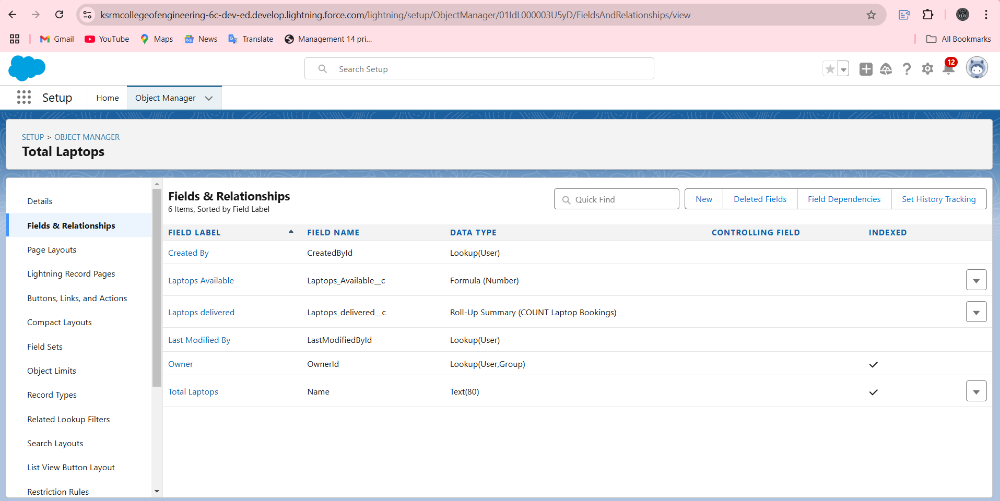 ksrmcollegeofengineering-6c-dev-ed.develop.lightning.force.com/lightning/setup/ObjectManager/01IdL000003U5yD/FieldsAndRelationships/view
Gmail YouTube Maps News Translate Management 14 pri... All Bookmarks
Search Setup
12
Setup Home Object Manager
SETUP > OBJECT MANAGER
Total Laptops
Details
Fields & Relationships
Page Layouts
Lightning Record Pages
Buttons, Links, and Actions
Compact Layouts
Field Sets
Object Limits
Record Types
Related Lookup Filters
Search Layouts
List View Button Layout
Restriction Rules
Fields & Relationships
6 Items, Sorted by Field Label
Quick Find New Deleted Fields Field Dependencies Set History Tracking
FIELD LABEL FIELD NAME DATA TYPE CONTROLLING FIELD INDEXED
Created By CreatedById Lookup(User)
Laptops Available Laptops_Available__c Formula (Number)
Laptops delivered Laptops_delivered__c Roll-Up Summary (COUNT Laptop Bookings)
Last Modified By LastModifiedById Lookup(User)
Owner OwnerId Lookup(User,Group)
Total Laptops Name Text(80)